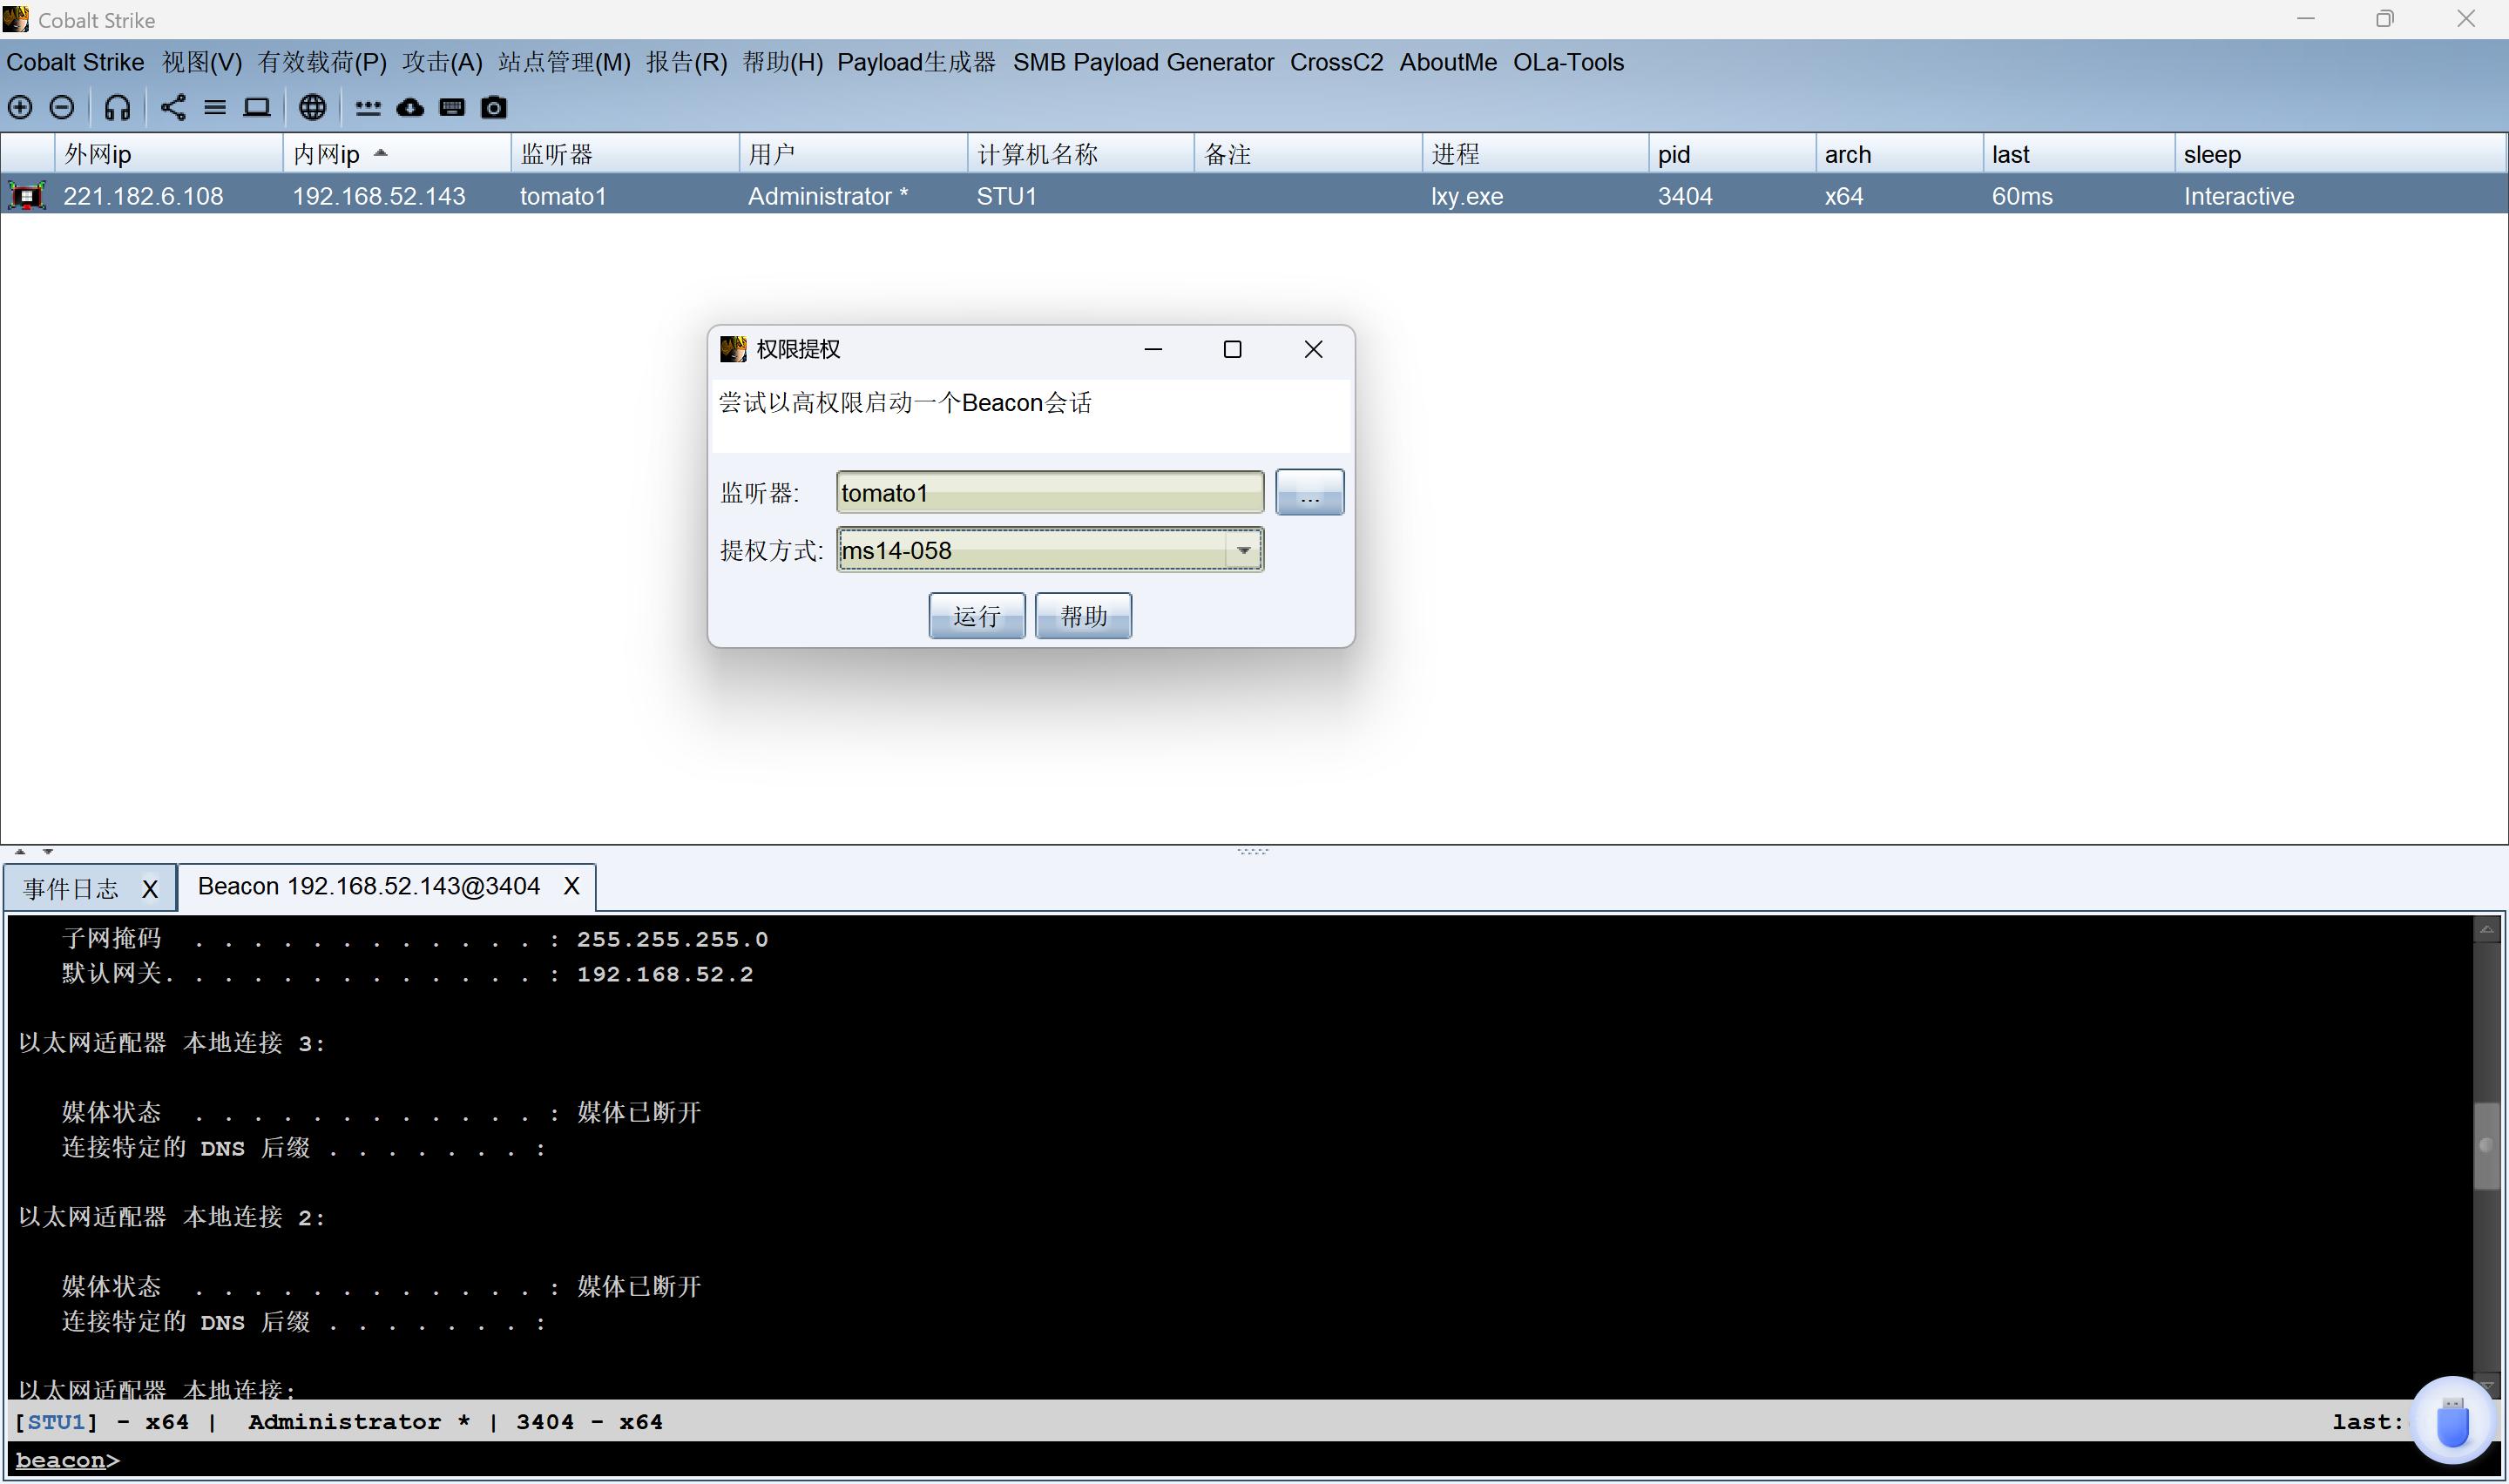 Cobalt Strike
Cobalt Strike 视图(V) 有效载荷(P) 攻击(A) 站点管理(M) 报告(R) 帮助(H) Payload生成器 SMB Payload Generator CrossC2 AboutMe OLa-Tools
外网ip 内网ip 监听器 用户 计算机名称 备注 进程 pid arch last sleep
221.182.6.108 192.168.52.143 tomato1 Administrator * STU1 lxy.exe 3404 x64 60ms Interactive
权限提权
尝试以高权限启动一个Beacon会话
监听器: tomato1 ...
提权方式: ms14-058
运行 帮助
事件日志 X Beacon 192.168.52.143@3404 X
子网掩码 . . . . . . . . . . . . : 255.255.255.0
默认网关. . . . . . . . . . . . . : 192.168.52.2
以太网适配器 本地连接 3:
媒体状态 . . . . . . . . . . . . : 媒体已断开
连接特定的 DNS 后缀 . . . . . . . :
以太网适配器 本地连接 2:
媒体状态 . . . . . . . . . . . . : 媒体已断开
连接特定的 DNS 后缀 . . . . . . . :
以太网适配器 本地连接:
[STU1] - x64 | Administrator * | 3404 - x64 last:
beacon>